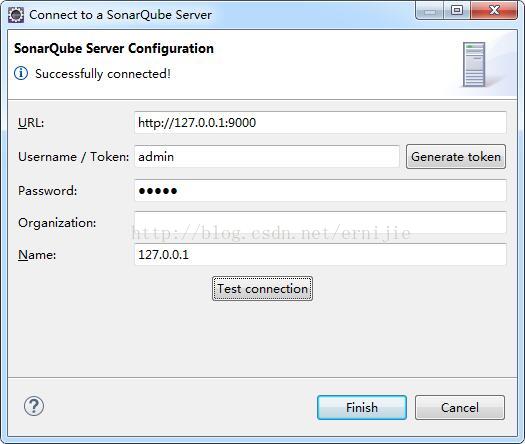 Connect to a SonarQube Server
SonarQube Server Configuration
Successfully connected!
URL: http://127.0.0.1:9000
Username / Token: admin Generate token
Password: ●●●●●
Organization:
http://blog.csdn.net/ernijie
Name: 127.0.0.1
Test connection
? Finish Cancel